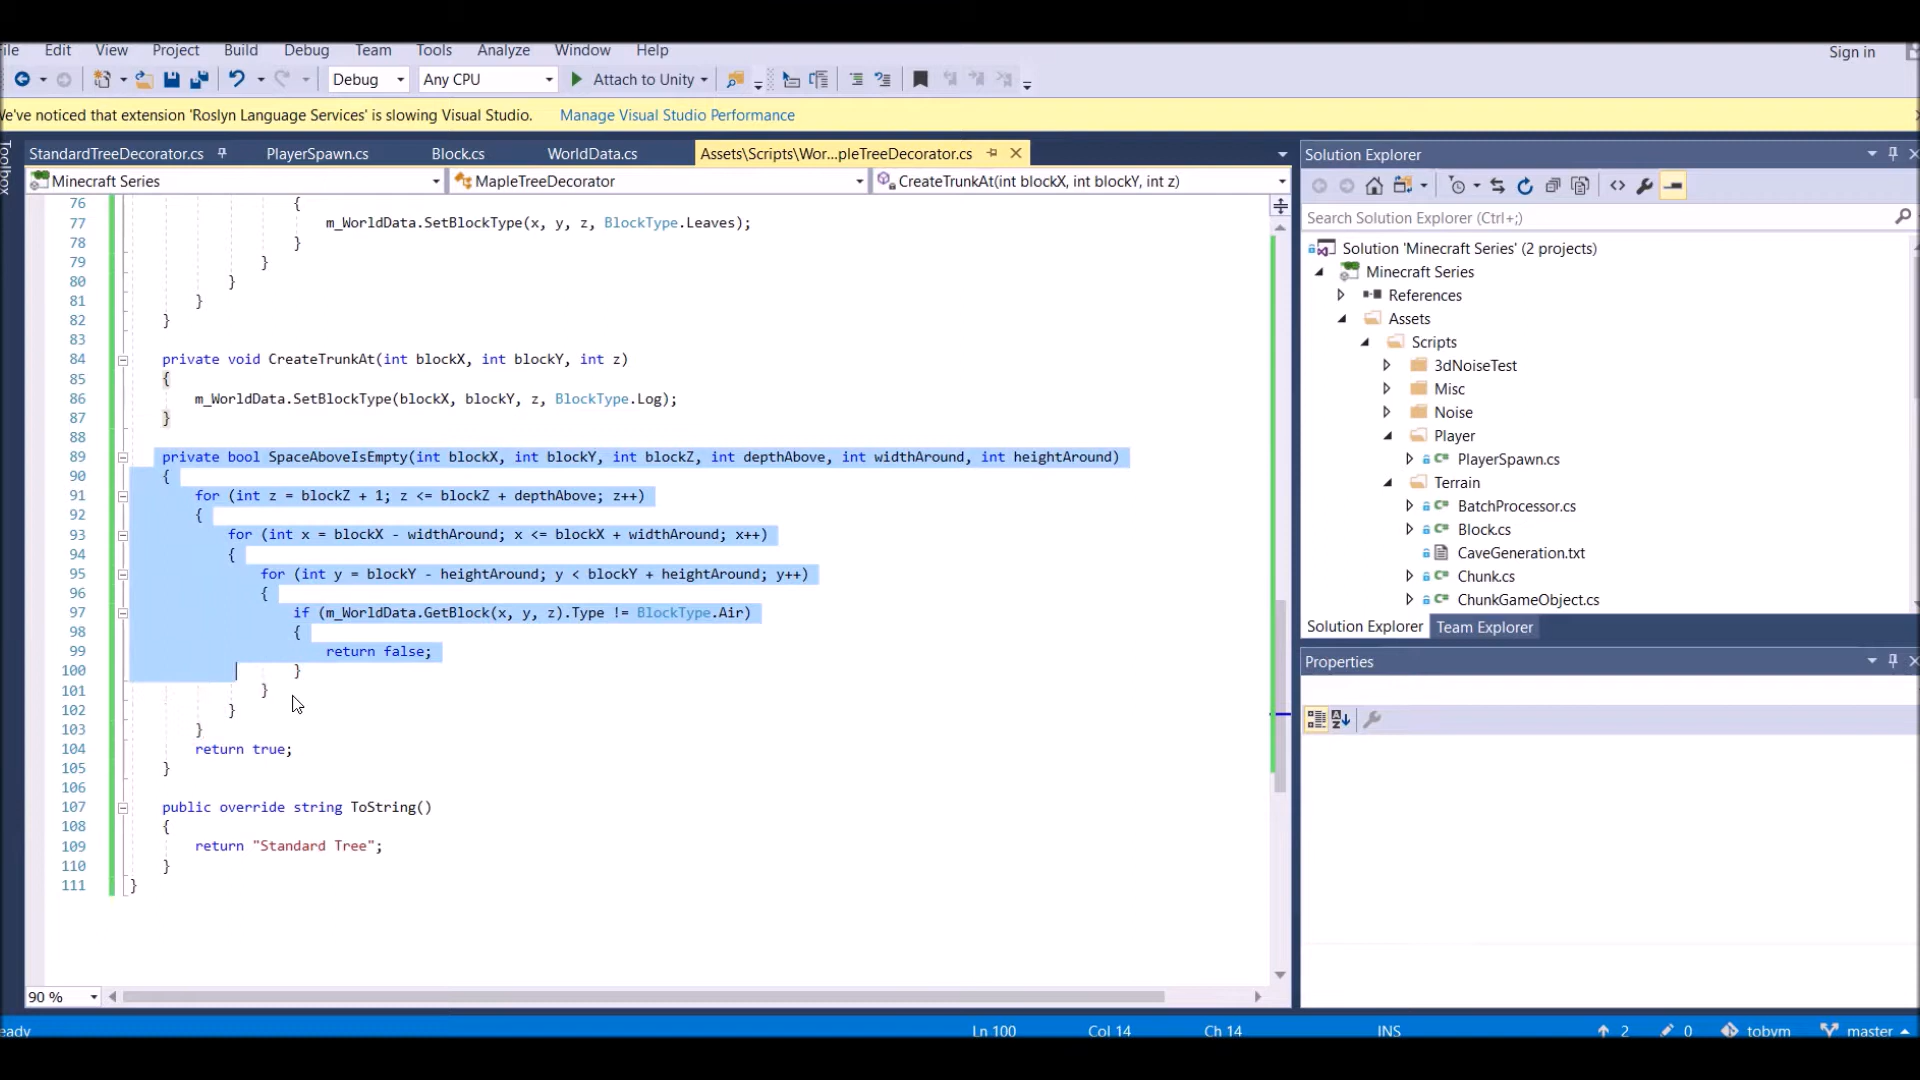 File Edit View Project Build Debug Team Tools Analyze Window Help Sign in
Debug Any CPU Attach to Unity
We've noticed that extension 'Roslyn Language Services' is slowing Visual Studio. Manage Visual Studio Performance
Toolbox
StandardTreeDecorator.cs PlayerSpawn.cs Block.cs WorldData.cs Assets\Scripts\Wor...pleTreeDecorator.cs
Minecraft Series MapleTreeDecorator CreateTrunkAt(int blockX, int blockY, int z)
76 {
77 m_WorldData.SetBlockType(x, y, z, BlockType.Leaves);
78 }
79 }
80 }
81 }
82 }
83
84 private void CreateTrunkAt(int blockX, int blockY, int z)
85 {
86 m_WorldData.SetBlockType(blockX, blockY, z, BlockType.Log);
87 }
88
89 private bool SpaceAboveIsEmpty(int blockX, int blockY, int blockZ, int depthAbove, int widthAround, int heightAround)
90 {
91 for (int z = blockZ + 1; z <= blockZ + depthAbove; z++)
92 {
93 for (int x = blockX - widthAround; x <= blockX + widthAround; x++)
94 {
95 for (int y = blockY - heightAround; y < blockY + heightAround; y++)
96 {
97 if (m_WorldData.GetBlock(x, y, z).Type != BlockType.Air)
98 {
99 return false;
100 }
101 }
102 }
103 }
104 return true;
105 }
106
107 public override string ToString()
108 {
109 return "Standard Tree";
110 }
111 }
90 %
Solution Explorer
Search Solution Explorer (Ctrl+;)
Solution 'Minecraft Series' (2 projects)
Minecraft Series
References
Assets
Scripts
3dNoiseTest
Misc
Noise
Player
PlayerSpawn.cs
Terrain
BatchProcessor.cs
Block.cs
CaveGeneration.txt
Chunk.cs
ChunkGameObject.cs
Solution Explorer Team Explorer
Properties
eady Ln 100 Col 14 Ch 14 INS 2 0 tobym master